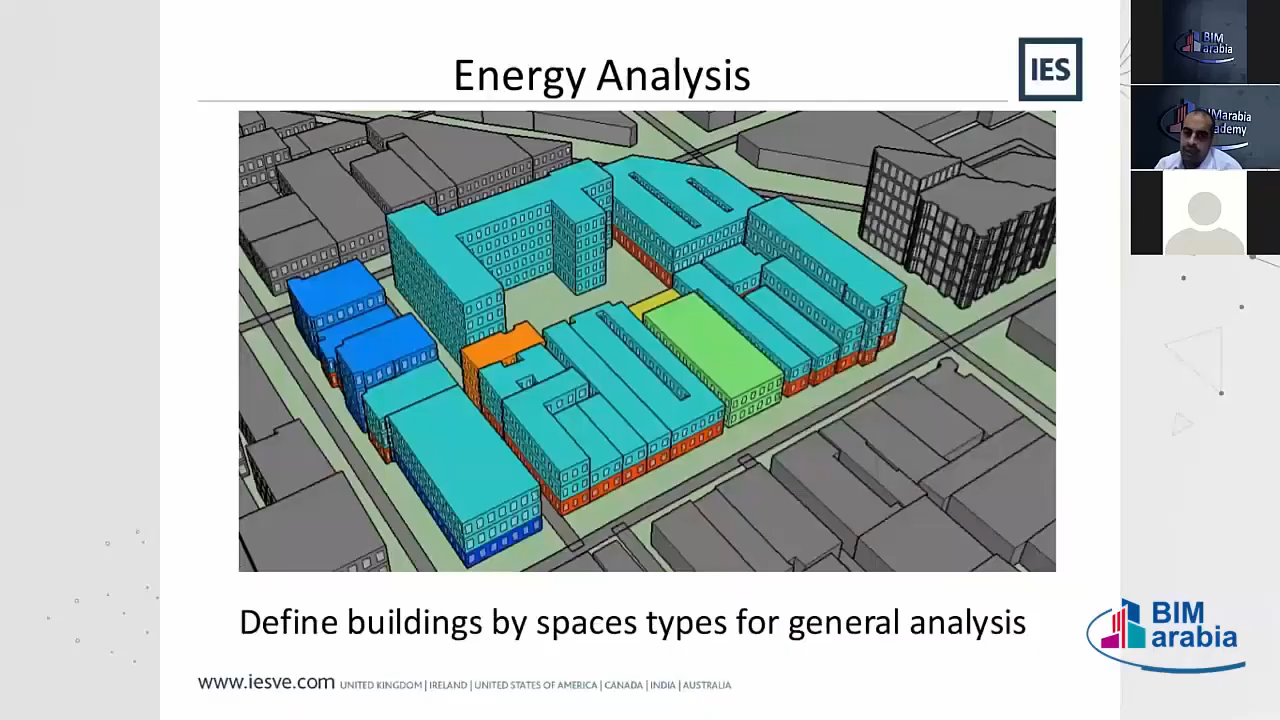 Energy Analysis
IES
Define buildings by spaces types for general analysis
www.iesve.com UNITED KINGDOM | IRELAND | UNITED STATES OF AMERICA | CANADA | INDIA | AUSTRALIA
BIM
arabia
BIM
arabia
arabia